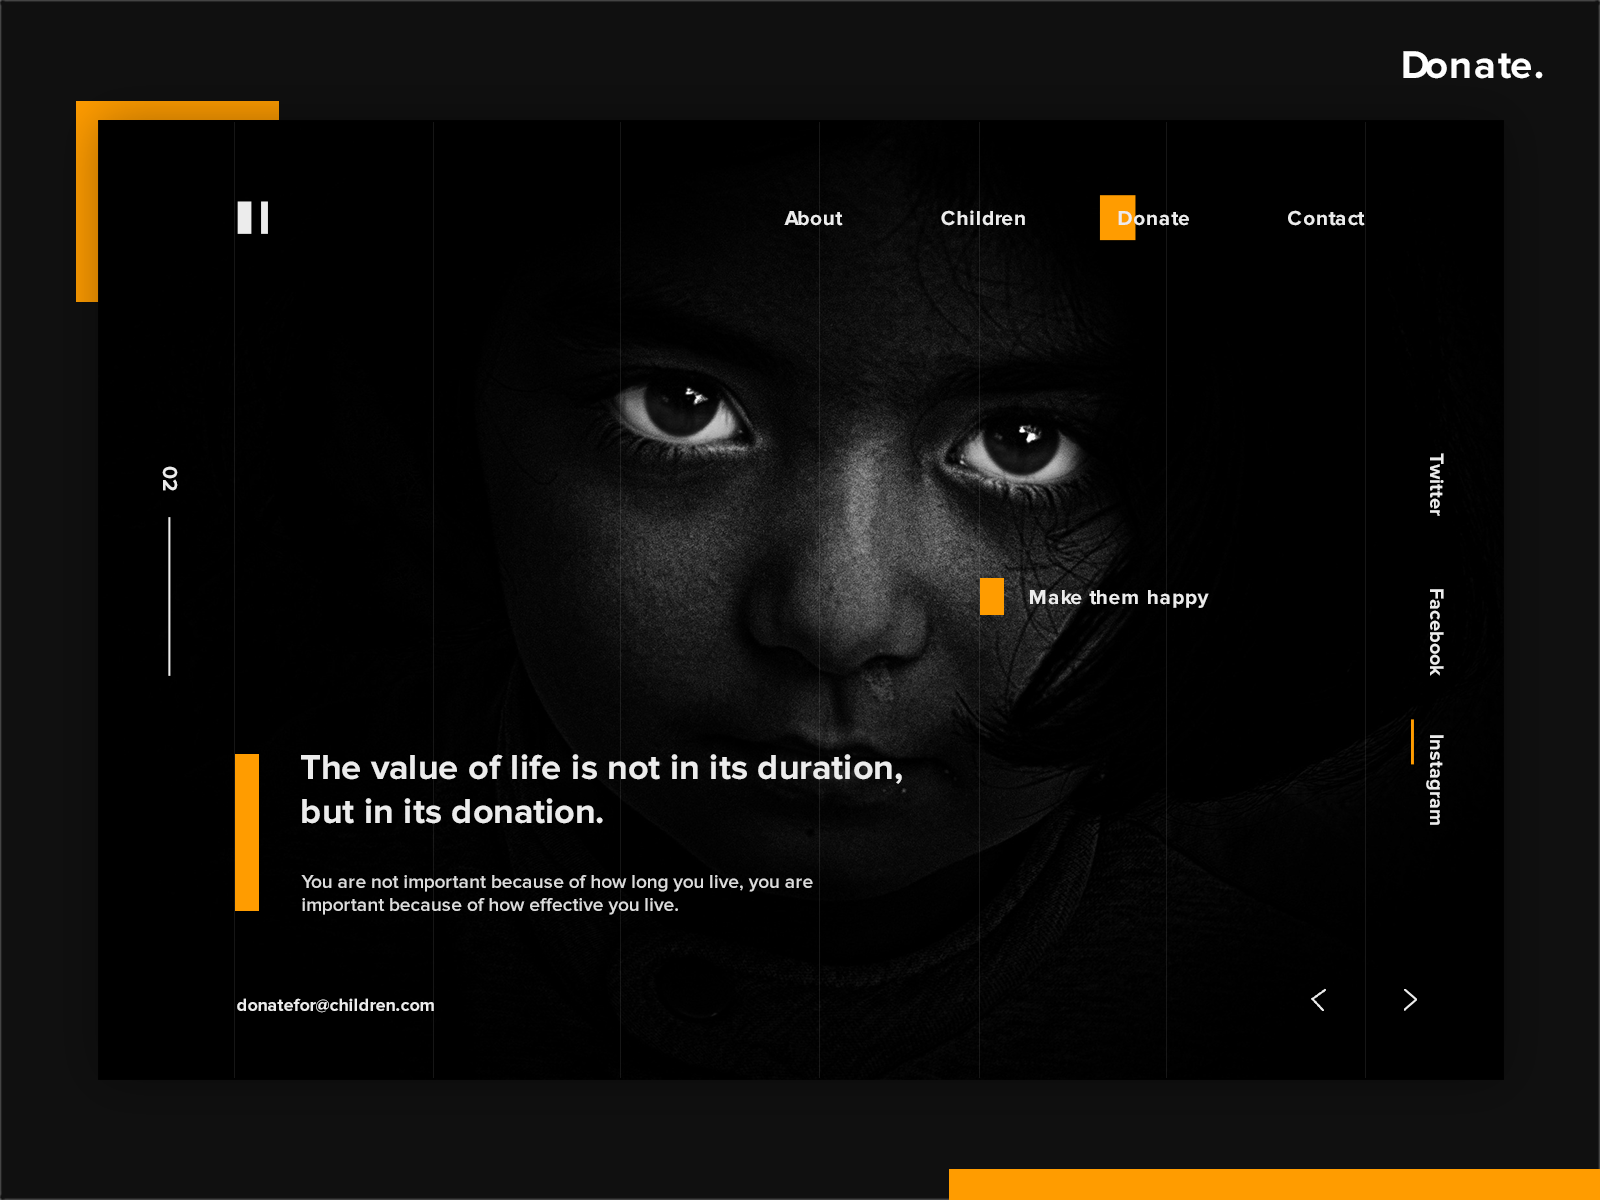 Donate.
About
Children
Donate
Contact
02
Twitter
Facebook
Instagram
Make them happy
The value of life is not in its duration,
but in its donation.
You are not important because of how long you live, you are
important because of how effective you live.
donatefor@children.com